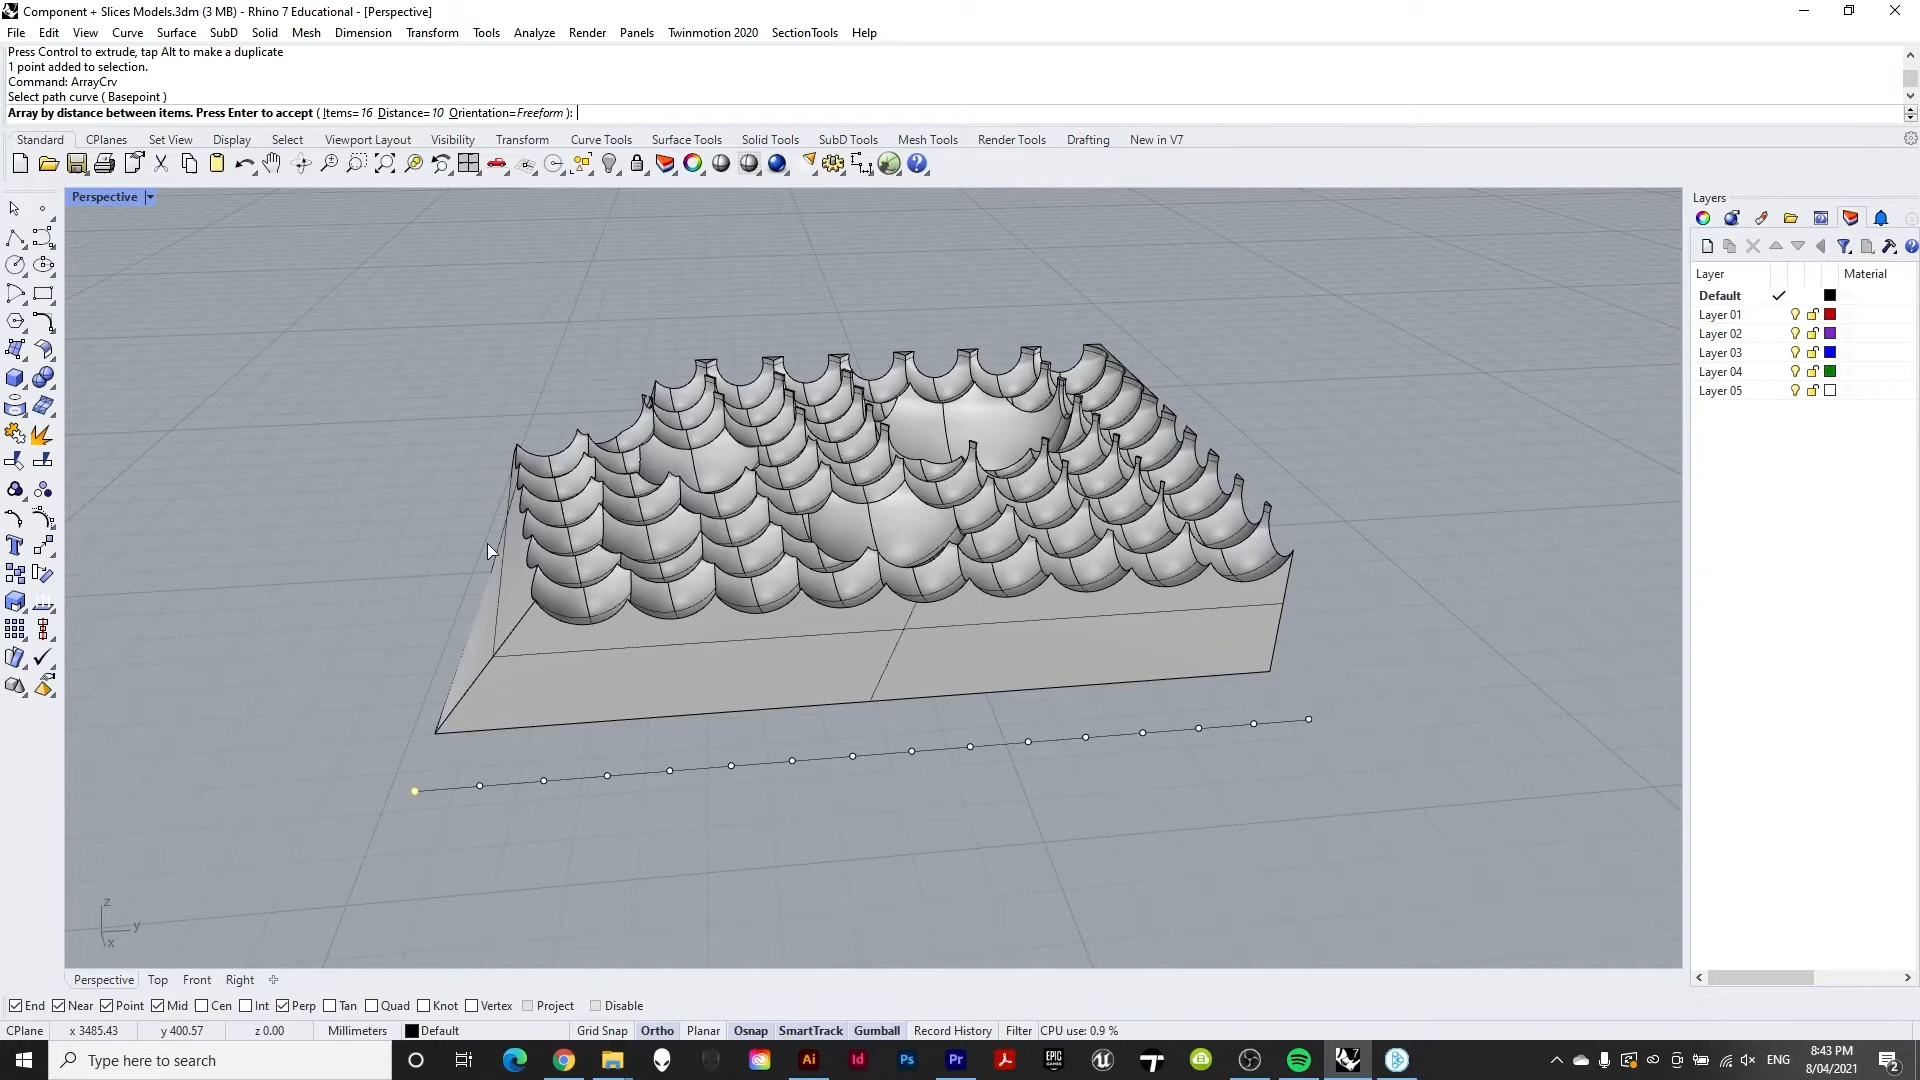 Component + Slices Models.3dm (3 MB) - Rhino 7 Educational - [Perspective]
File Edit View Curve Surface SubD Solid Mesh Dimension Transform Tools Analyze Render Panels Twinmotion 2020 SectionTools Help
Press Control to extrude, tap Alt to make a duplicate
1 point added to selection.
Command: ArrayCrv
Select path curve ( Basepoint )
Array by distance between items. Press Enter to accept ( Items=16 Distance=10 Orientation=Freeform ):
Standard CPlanes Set View Display Select Viewport Layout Visibility Transform Curve Tools Surface Tools Solid Tools SubD Tools Mesh Tools Render Tools Drafting New in V7
Perspective
Layers
Layer Material
Default
Layer 01
Layer 02
Layer 03
Layer 04
Layer 05
z
y
x
Perspective Top Front Right
End Near Point Mid Cen Int Perp Tan Quad Knot Vertex Project Disable
CPlane x 3485.43 y 400.57 z 0.00 Millimeters Default Grid Snap Ortho Planar Osnap SmartTrack Gumball Record History Filter CPU use: 0.9 %
Type here to search
Ai Id Ps Pr EPIC GAMES 7
ENG
8:43 PM
8/04/2021
2